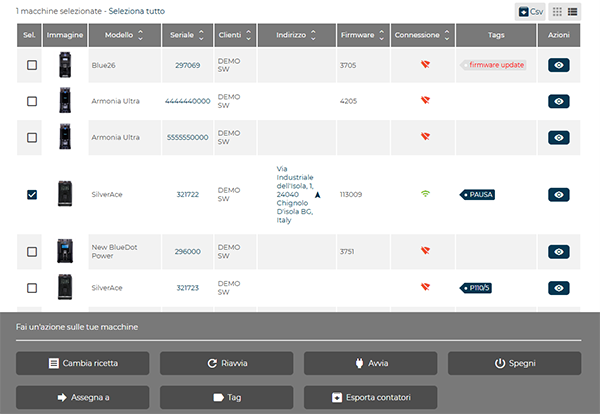 1 macchine selezionate - Seleziona tutto
Csv
Sel. Immagine Modello Seriale Clienti Indirizzo Firmware Connessione Tags Azioni
Blue26 297069 DEMO SW 3705 firmware update
Armonia Ultra 4444440000 DEMO SW 4205
Armonia Ultra 5555550000 DEMO SW
SilverAce 321722 DEMO SW Via Industriale dell'Isola, 1, 24040 Chignolo D'isola BG, Italy 113009 PAUSA
New BlueDot Power 296000 DEMO SW 3751
SilverAce 321723 DEMO SW P110/5
Fai un'azione sulle tue macchine
Cambia ricetta Riavvia Avvia Spegni
Assegna a Tag Esporta contatori